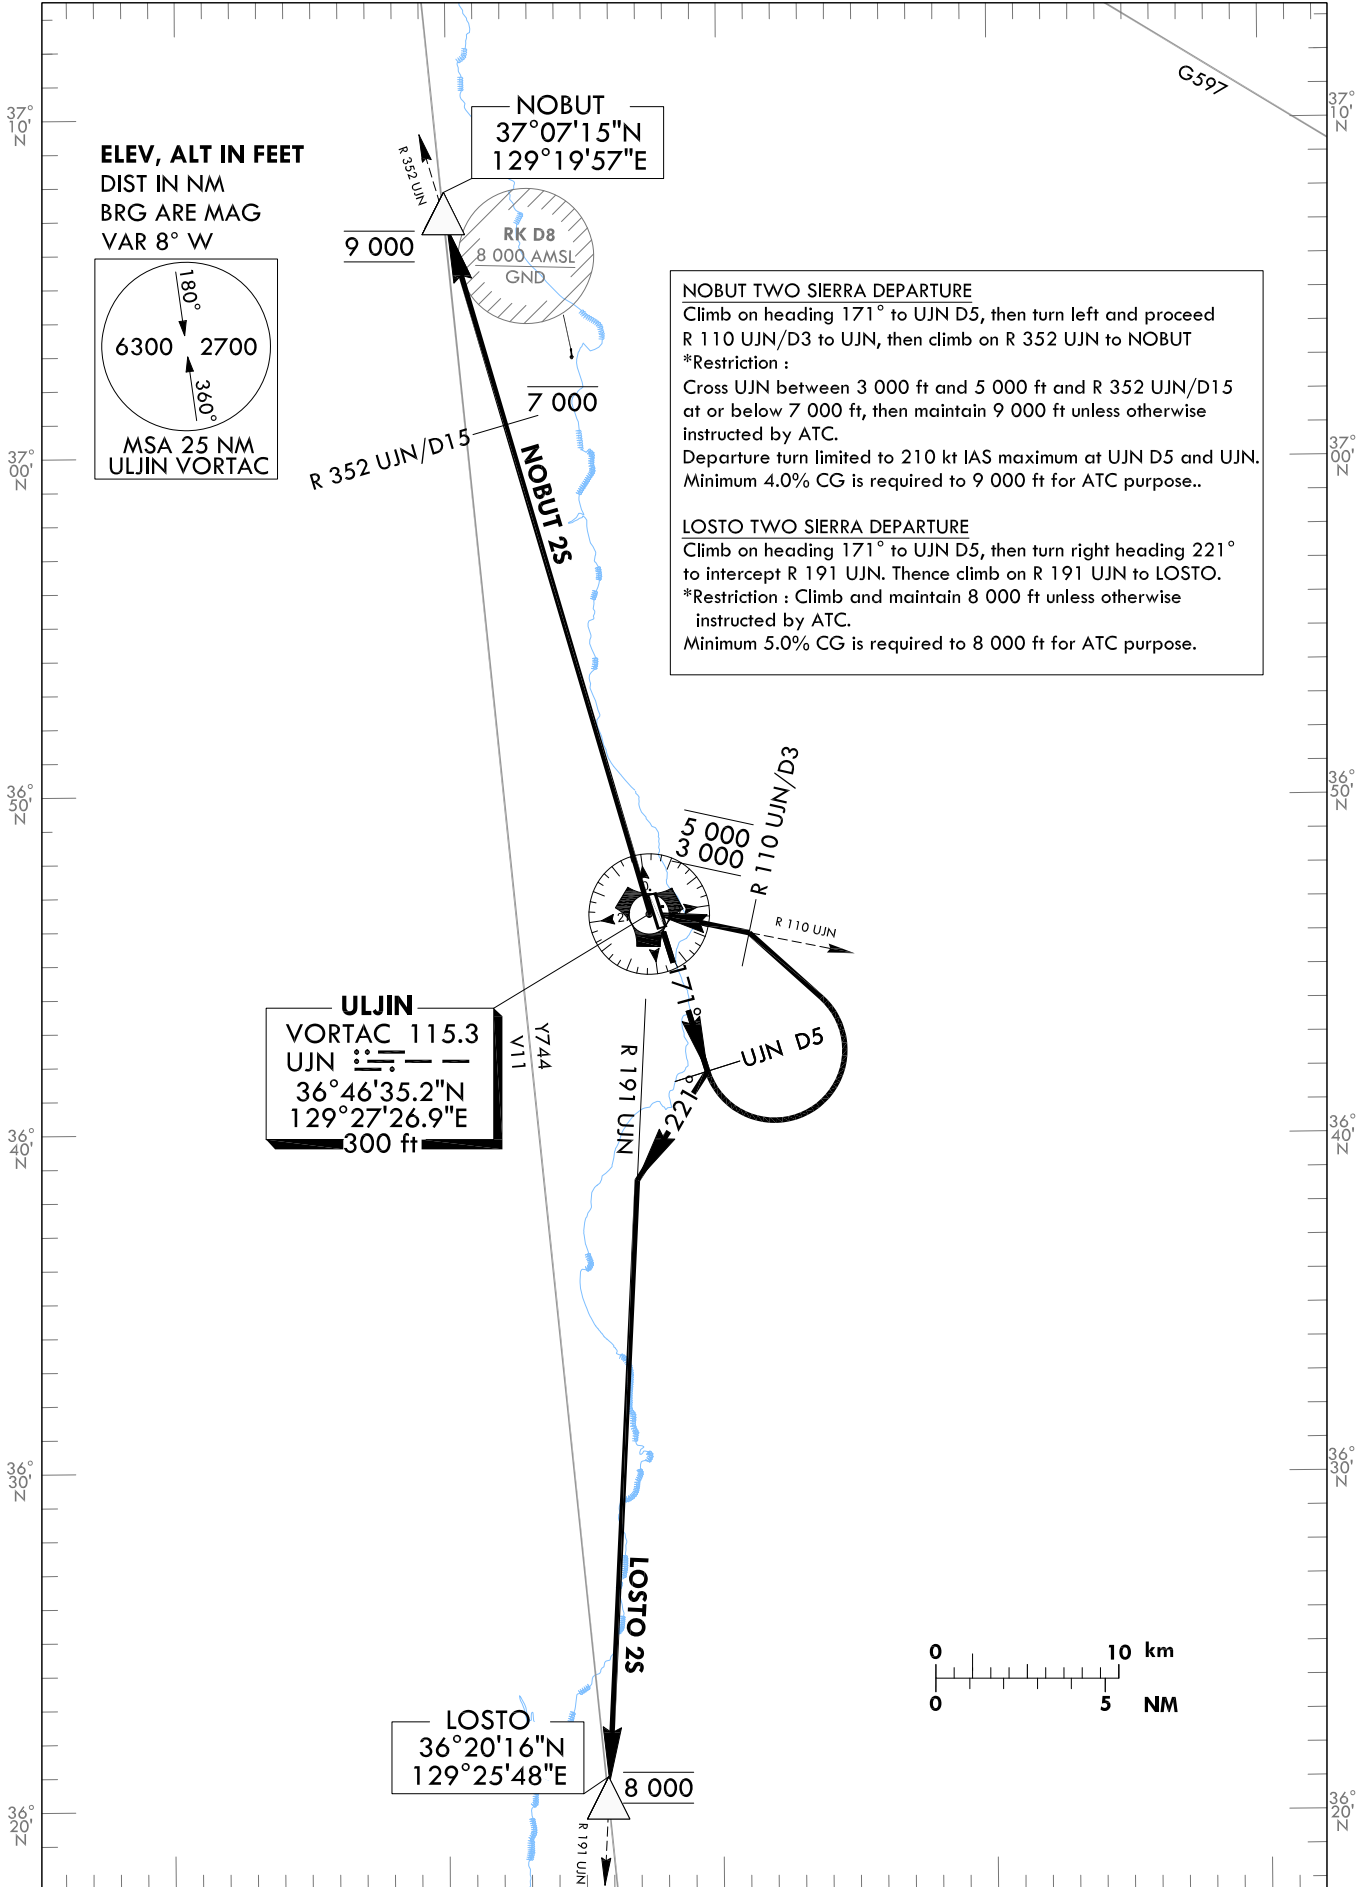 G597
37°
10'
N
37°
10'
N
NOBUT
37°07'15"N
129°19'57"E
R 352 UJN
ELEV, ALT IN FEET
DIST IN NM
BRG ARE MAG
VAR 8° W
180°
6300 2700
360°
MSA 25 NM
ULJIN VORTAC
9 000
RK D8
8 000 AMSL
GND
NOBUT TWO SIERRA DEPARTURE
Climb on heading 171° to UJN D5, then turn left and proceed
R 110 UJN/D3 to UJN, then climb on R 352 UJN to NOBUT
*Restriction :
Cross UJN between 3 000 ft and 5 000 ft and R 352 UJN/D15
at or below 7 000 ft, then maintain 9 000 ft unless otherwise
instructed by ATC.
Departure turn limited to 210 kt IAS maximum at UJN D5 and UJN.
Minimum 4.0% CG is required to 9 000 ft for ATC purpose..
LOSTO TWO SIERRA DEPARTURE
Climb on heading 171° to UJN D5, then turn right heading 221°
to intercept R 191 UJN. Thence climb on R 191 UJN to LOSTO.
*Restriction : Climb and maintain 8 000 ft unless otherwise
instructed by ATC.
Minimum 5.0% CG is required to 8 000 ft for ATC purpose.
7 000
R 352 UJN/D15
NOBUT 2S
37°
00'
N
37°
00'
N
36°
50'
N
36°
50'
N
5 000
3 000
R 110 UJN/D3
R 110 UJN
171°
UJN D5
221°
R 191 UJN
Y744
V11
ULJIN
VORTAC 115.3
UJN
36°46'35.2"N
129°27'26.9"E
300 ft
36°
40'
N
36°
40'
N
36°
30'
N
36°
30'
N
LOSTO 2S
0 10 km
0 5 NM
LOSTO
36°20'16"N
129°25'48"E
8 000
R 191 UJN
36°
20'
N
36°
20'
N